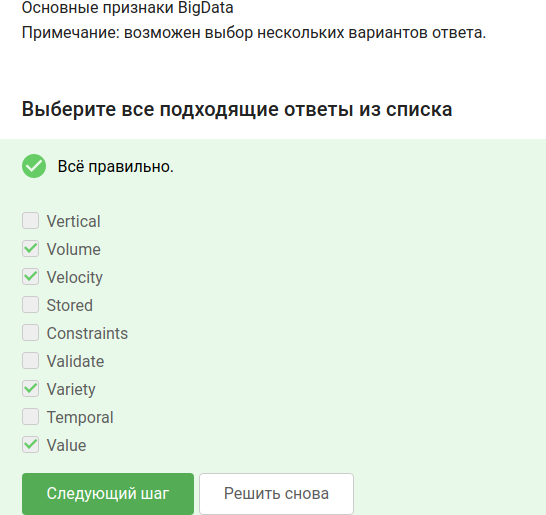 Основные признаки BigData
Примечание: возможен выбор нескольких вариантов ответа.
Выберите все подходящие ответы из списка
Всё правильно.
Vertical
Volume
Velocity
Stored
Constraints
Validate
Variety
Temporal
Value
Следующий шаг
Решить снова